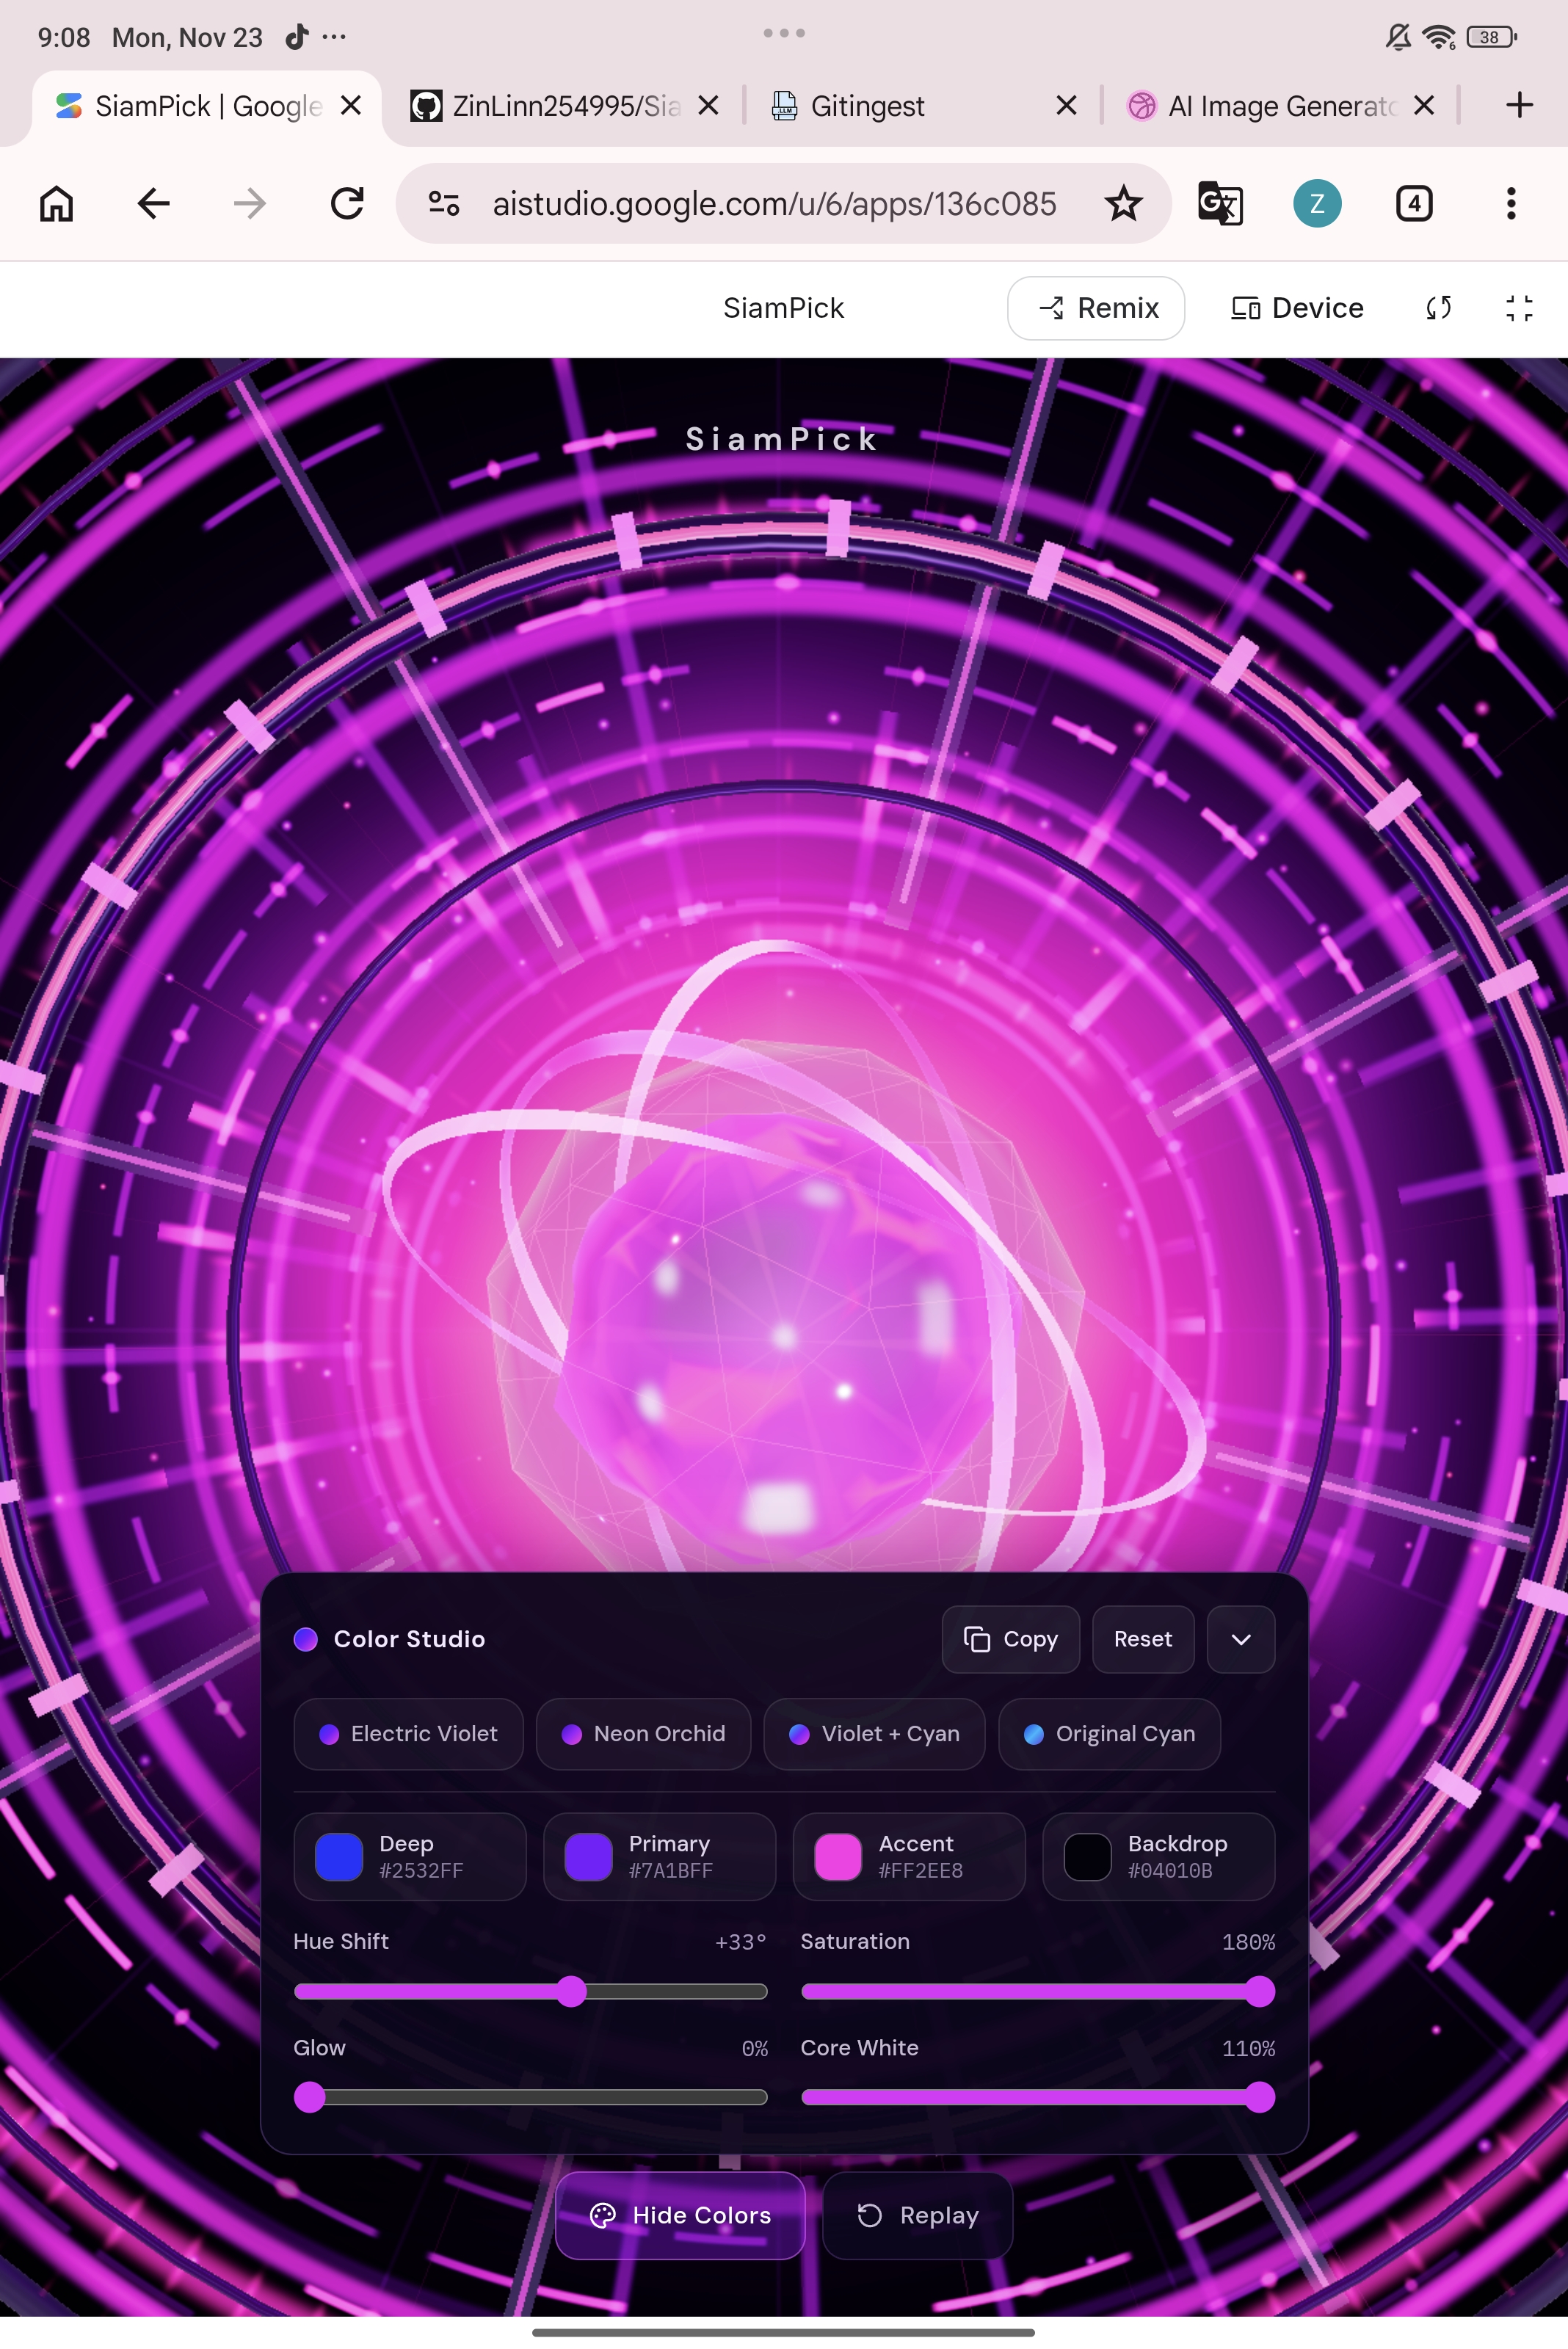 9:08 Mon, Nov 23 ...
38
SiamPick | Google
ZinLinn254995/Sia
Gitingest
AI Image Generato
aistudio.google.com/u/6/apps/136c085
Z
4
SiamPick
Remix
Device
SiamPick
Color Studio
Copy
Reset
Electric Violet
Neon Orchid
Violet + Cyan
Original Cyan
Deep
#2532FF
Primary
#7A1BFF
Accent
#FF2EE8
Backdrop
#04010B
Hue Shift +33°
Saturation 180%
Glow 0%
Core White 110%
Hide Colors
Replay